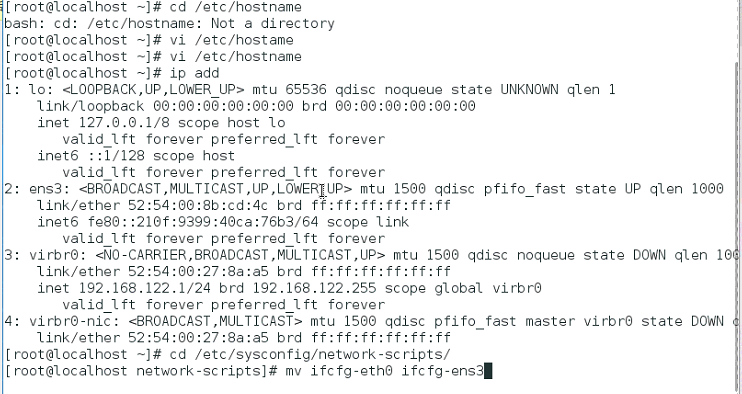 [root@localhost ~]# cd /etc/hostname
bash: cd: /etc/hostname: Not a directory
[root@localhost ~]# vi /etc/hostame
[root@localhost ~]# vi /etc/hostname
[root@localhost ~]# ip add
1: lo: <LOOPBACK,UP,LOWER_UP> mtu 65536 qdisc noqueue state UNKNOWN qlen 1
    link/loopback 00:00:00:00:00:00 brd 00:00:00:00:00:00
    inet 127.0.0.1/8 scope host lo
       valid_lft forever preferred_lft forever
    inet6 ::1/128 scope host
       valid_lft forever preferred_lft forever
2: ens3: <BROADCAST,MULTICAST,UP,LOWER_UP> mtu 1500 qdisc pfifo_fast state UP qlen 1000
    link/ether 52:54:00:8b:cd:4c brd ff:ff:ff:ff:ff:ff
    inet6 fe80::210f:9399:40ca:76b3/64 scope link
       valid_lft forever preferred_lft forever
3: virbr0: <NO-CARRIER,BROADCAST,MULTICAST,UP> mtu 1500 qdisc noqueue state DOWN qlen 100
    link/ether 52:54:00:27:8a:a5 brd ff:ff:ff:ff:ff:ff
    inet 192.168.122.1/24 brd 192.168.122.255 scope global virbr0
       valid_lft forever preferred_lft forever
4: virbr0-nic: <BROADCAST,MULTICAST> mtu 1500 qdisc pfifo_fast master virbr0 state DOWN
    link/ether 52:54:00:27:8a:a5 brd ff:ff:ff:ff:ff:ff
[root@localhost ~]# cd /etc/sysconfig/network-scripts/
[root@localhost network-scripts]# mv ifcfg-eth0 ifcfg-ens3